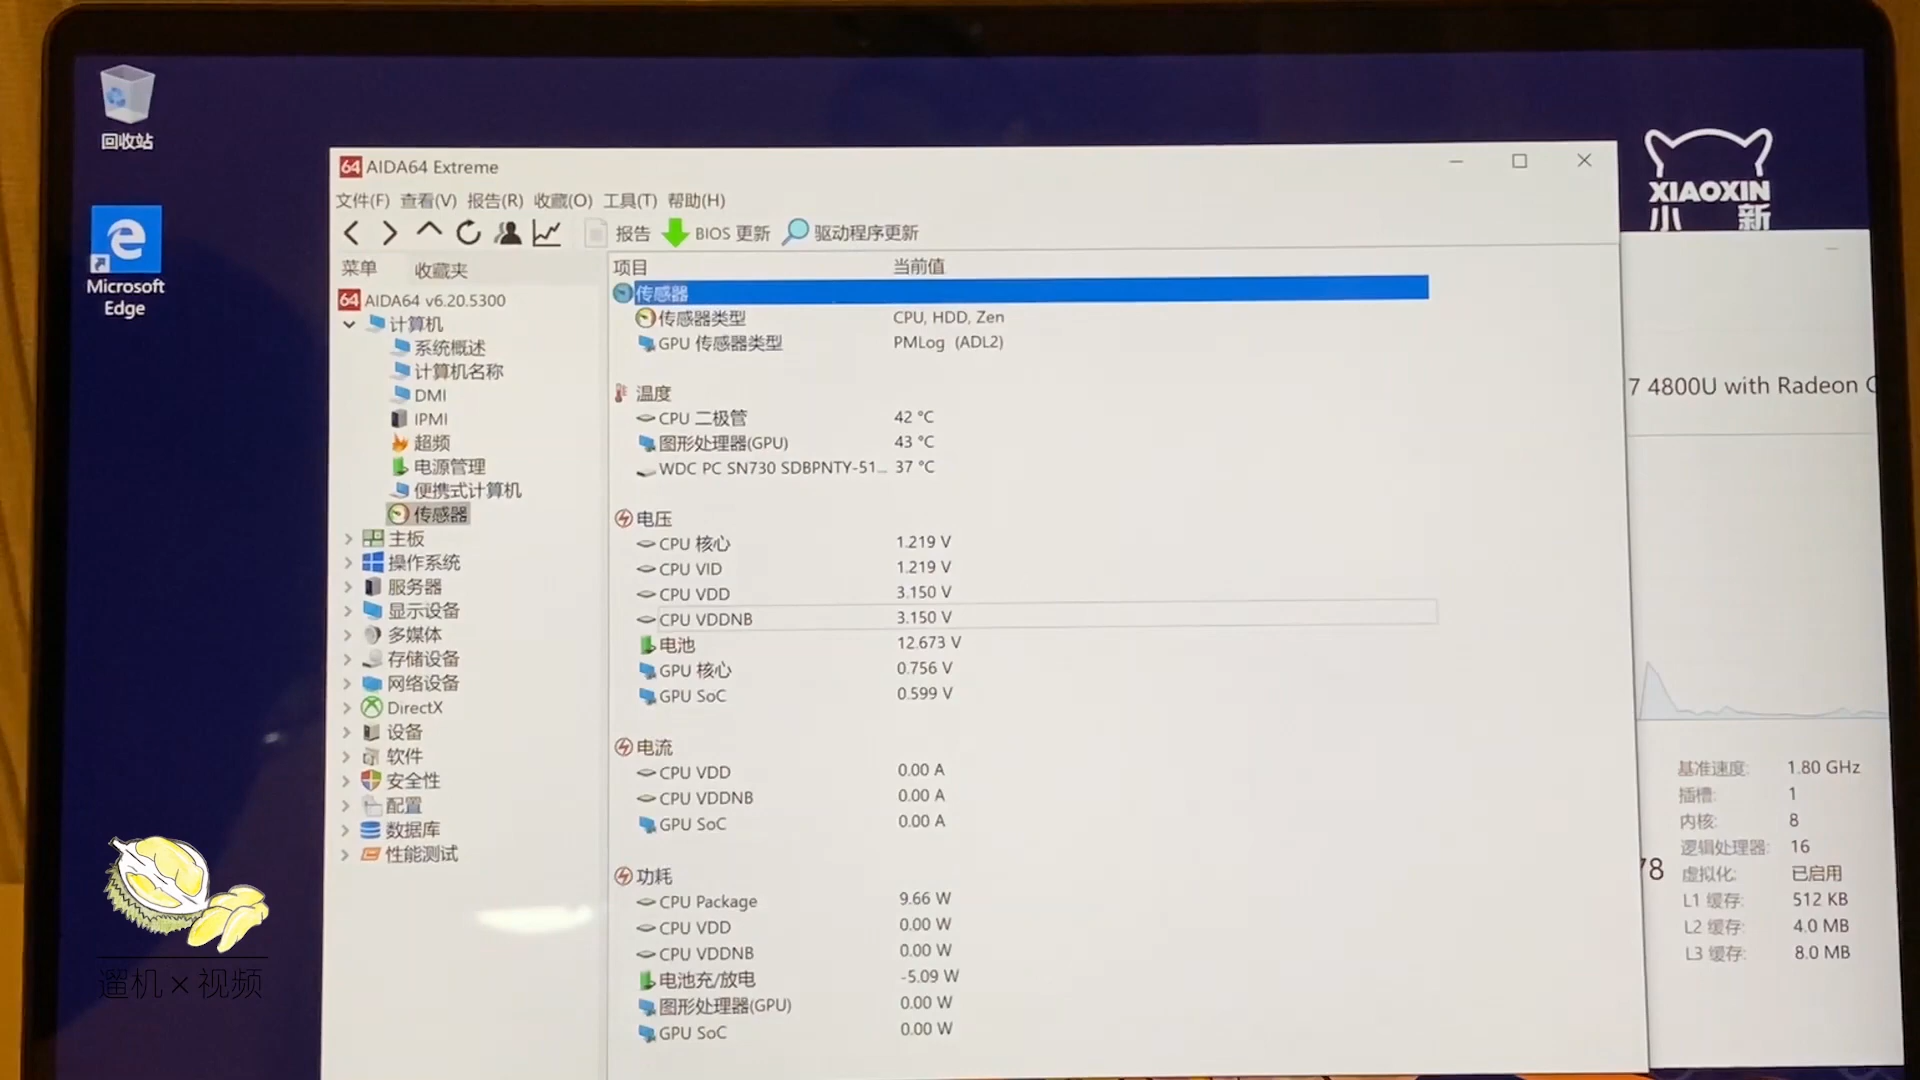 回收站
Microsoft
Edge
XIAOXIN
小 新
64 AIDA64 Extreme
文件(F) 查看(V) 报告(R) 收藏(O) 工具(T) 帮助(H)
报告 BIOS 更新 驱动程序更新
菜单 收藏夹
64 AIDA64 v6.20.5300
计算机
系统概述
计算机名称
DMI
IPMI
超频
电源管理
便携式计算机
传感器
主板
操作系统
服务器
显示设备
多媒体
存储设备
网络设备
DirectX
设备
软件
安全性
配置
数据库
性能测试
项目 当前值
传感器
传感器类型 CPU, HDD, Zen
GPU 传感器类型 PMLog (ADL2)
温度
CPU 二极管 42 °C
图形处理器(GPU) 43 °C
WDC PC SN730 SDBPNTY-51... 37 °C
电压
CPU 核心 1.219 V
CPU VID 1.219 V
CPU VDD 3.150 V
CPU VDDNB 3.150 V
电池 12.673 V
GPU 核心 0.756 V
GPU SoC 0.599 V
电流
CPU VDD 0.00 A
CPU VDDNB 0.00 A
GPU SoC 0.00 A
功耗
CPU Package 9.66 W
CPU VDD 0.00 W
CPU VDDNB 0.00 W
电池充/放电 -5.09 W
图形处理器(GPU) 0.00 W
GPU SoC 0.00 W
7 4800U with Radeon
基准速度: 1.80 GHz
插槽: 1
内核: 8
逻辑处理器: 16
虚拟化: 已启用
L1 缓存: 512 KB
L2 缓存: 4.0 MB
L3 缓存: 8.0 MB
78
遛机×视频